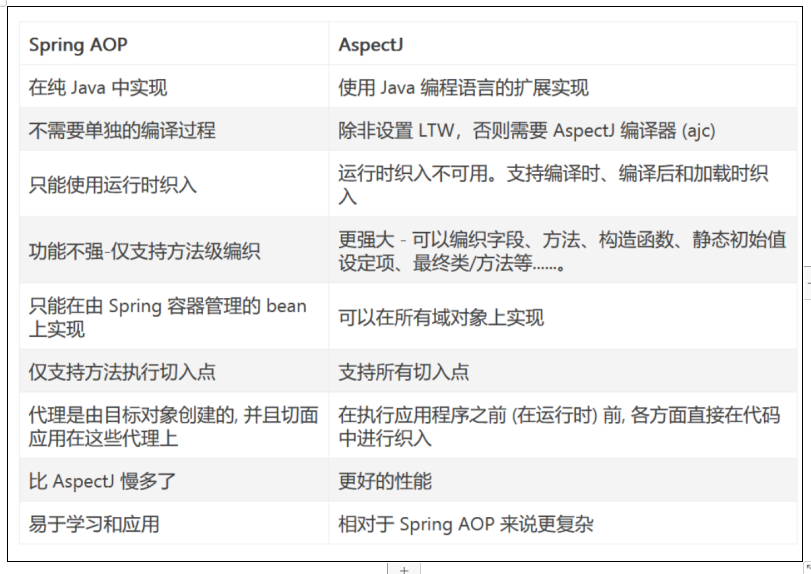 Spring AOP
AspectJ
在纯 Java 中实现
使用 Java 编程语言的扩展实现
不需要单独的编译过程
除非设置 LTW，否则需要 AspectJ 编译器 (ajc)
只能使用运行时织入
运行时织入不可用。支持编译时、编译后和加载时织
入
功能不强-仅支持方法级编织
更强大 - 可以编织字段、方法、构造函数、静态初始值
设定项、最终类/方法等......。
只能在由 Spring 容器管理的 bean
上实现
可以在所有域对象上实现
仅支持方法执行切入点
支持所有切入点
代理是由目标对象创建的, 并且切面
应用在这些代理上
在执行应用程序之前 (在运行时) 前, 各方面直接在代码
中进行织入
比 AspectJ 慢多了
更好的性能
易于学习和应用
相对于 Spring AOP 来说更复杂